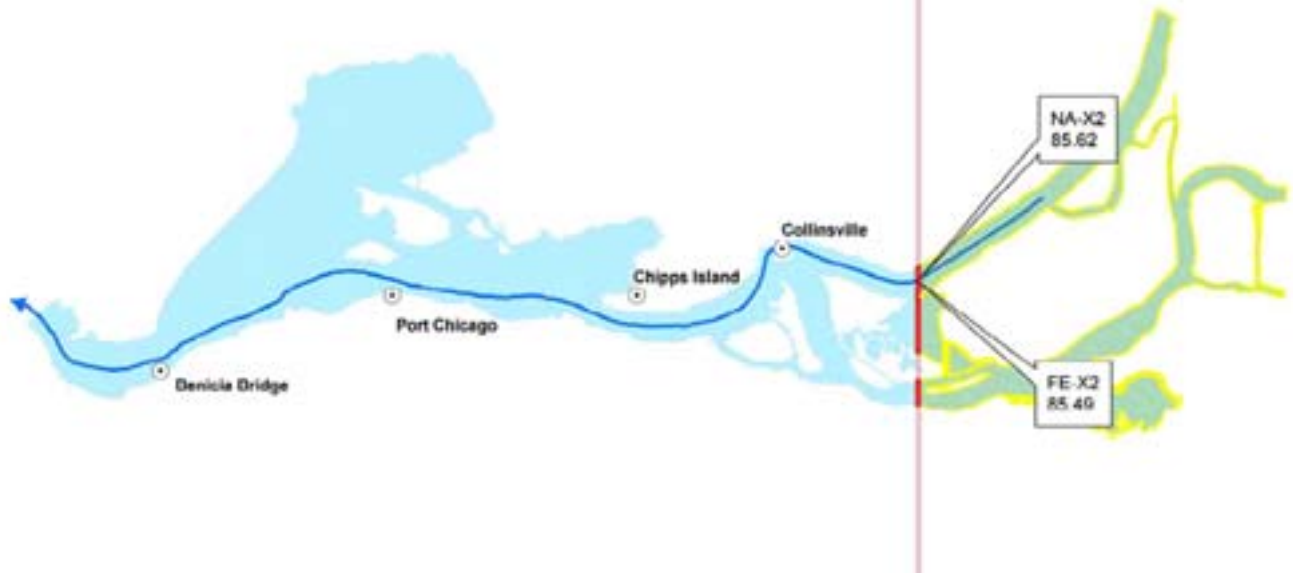 NA-X2
85.62
Collinsville
Chipps Island
Port Chicago
Benicia Bridge
FE-X2
85.49